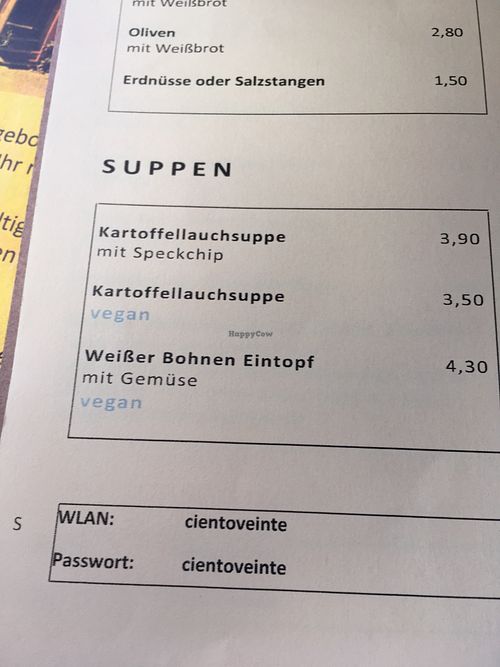 mit Weißbrot
Oliven 2,80
mit Weißbrot
Erdnüsse oder Salzstangen 1,50
SUPPEN
Kartoffellauchsuppe 3,90
mit Speckchip
Kartoffellauchsuppe 3,50
vegan
HappyCow
Weißer Bohnen Eintopf 4,30
mit Gemüse
vegan
S
WLAN: cientoveinte
Passwort: cientoveinte